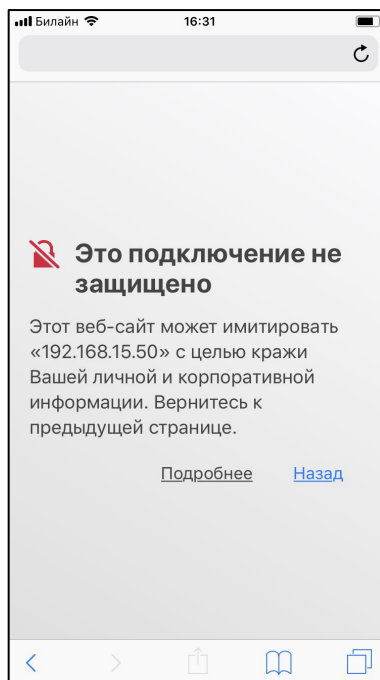 Билайн 16:31
Это подключение не
защищено
Этот веб-сайт может имитировать
«192.168.15.50» с целью кражи
Вашей личной и корпоративной
информации. Вернитесь к
предыдущей странице.
Подробнее Назад